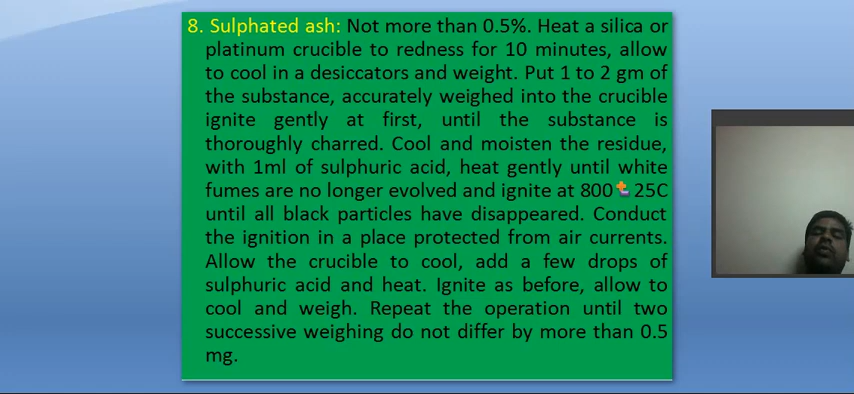 8. Sulphated ash: Not more than 0.5%. Heat a silica or
platinum crucible to redness for 10 minutes, allow
to cool in a desiccators and weight. Put 1 to 2 gm of
the substance, accurately weighed into the crucible
ignite gently at first, until the substance is
thoroughly charred. Cool and moisten the residue,
with 1ml of sulphuric acid, heat gently until white
fumes are no longer evolved and ignite at 800 25C
until all black particles have disappeared. Conduct
the ignition in a place protected from air currents.
Allow the crucible to cool, add a few drops of
sulphuric acid and heat. Ignite as before, allow to
cool and weigh. Repeat the operation until two
successive weighing do not differ by more than 0.5
mg.